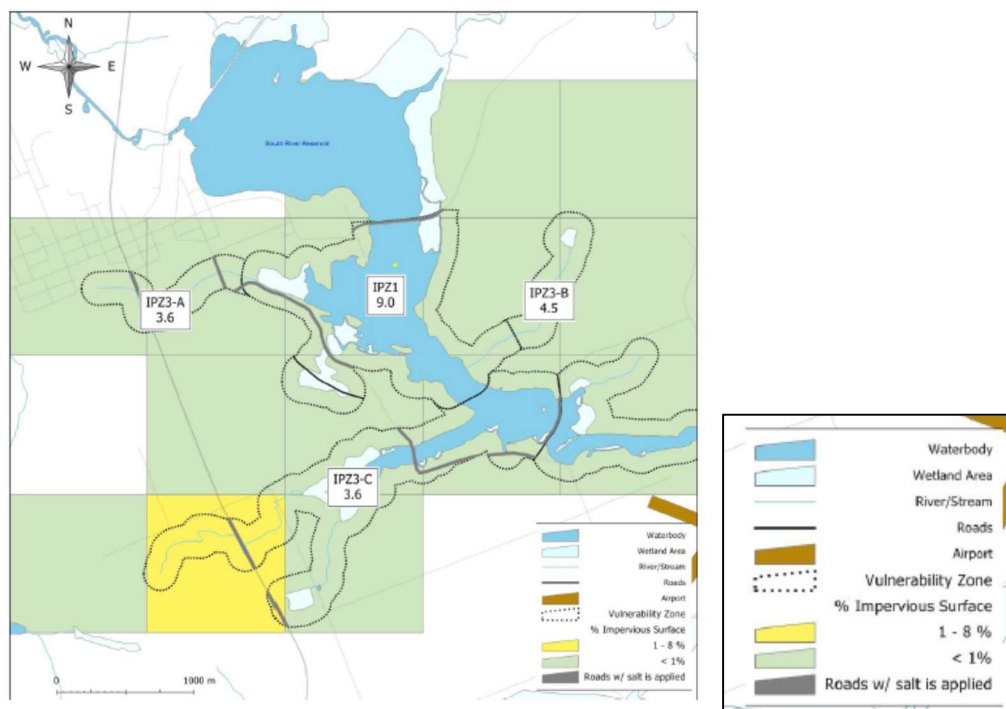 N
W E
S
South River Reservoir
IPZ1
9.0
IPZ3-A
3.6
IPZ3-B
4.5
IPZ3-C
3.6
0 1000 m
Waterbody
Wetland Area
River/Stream
Roads
Airport
Vulnerability Zone
% Impervious Surface
1 - 8 %
< 1%
Roads w/ salt is applied
Waterbody
Wetland Area
River/Stream
Roads
Airport
Vulnerability Zone
% Impervious Surface
1 - 8 %
< 1%
Roads w/ salt is applied